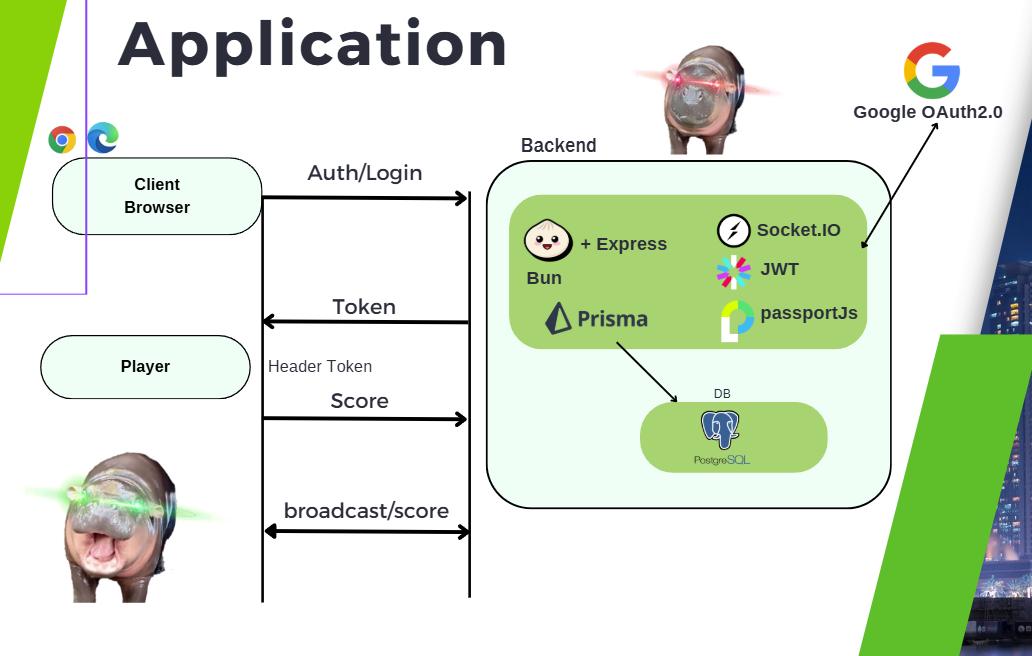 Application
Google OAuth2.0
Backend
Client
Browser
Auth/Login
+ Express
Bun
Prisma
Socket.IO
JWT
passportJs
Token
Player
Header Token
Score
DB
PostgreSQL
broadcast/score